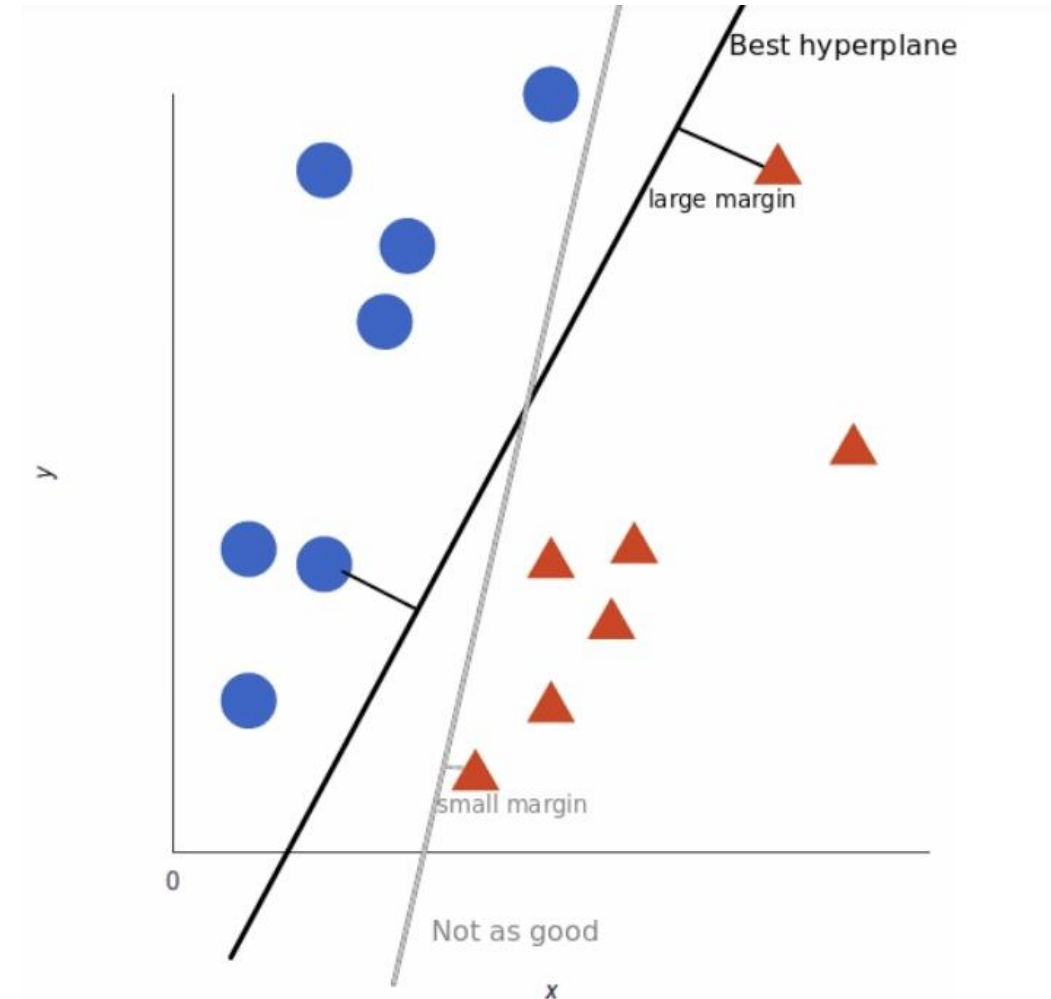 Best hyperplane
large margin
y
small margin
0
Not as good
x